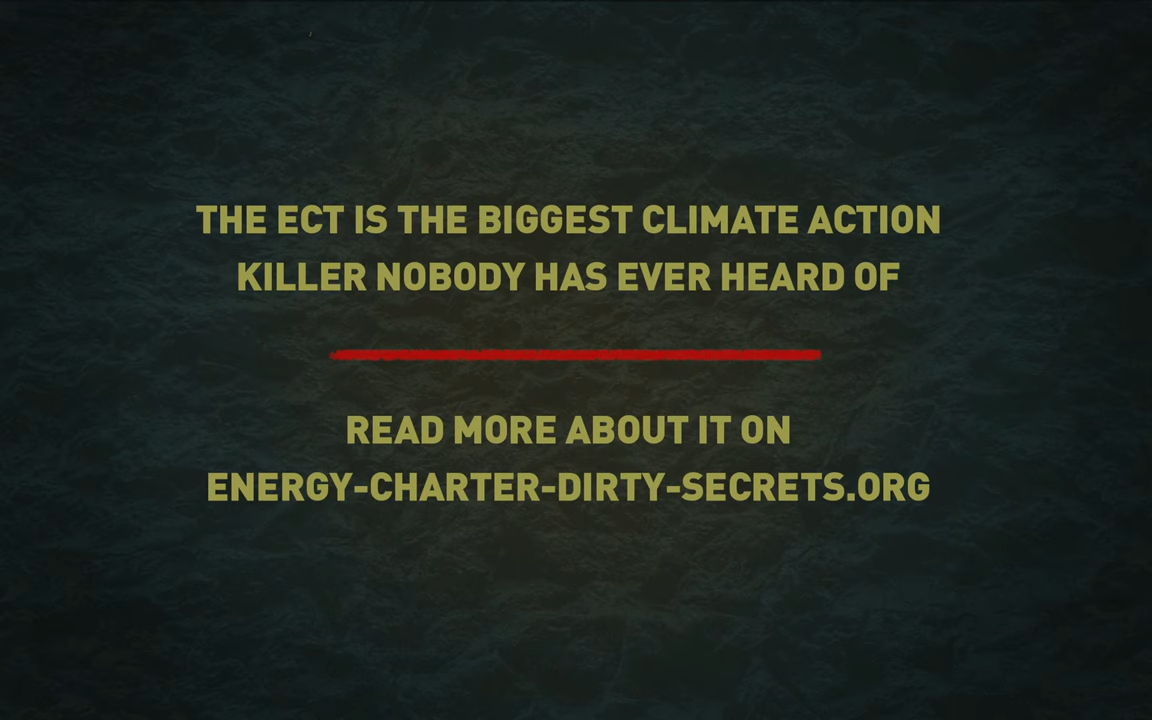 THE ECT IS THE BIGGEST CLIMATE ACTION
KILLER NOBODY HAS EVER HEARD OF
READ MORE ABOUT IT ON
ENERGY-CHARTER-DIRTY-SECRETS.ORG